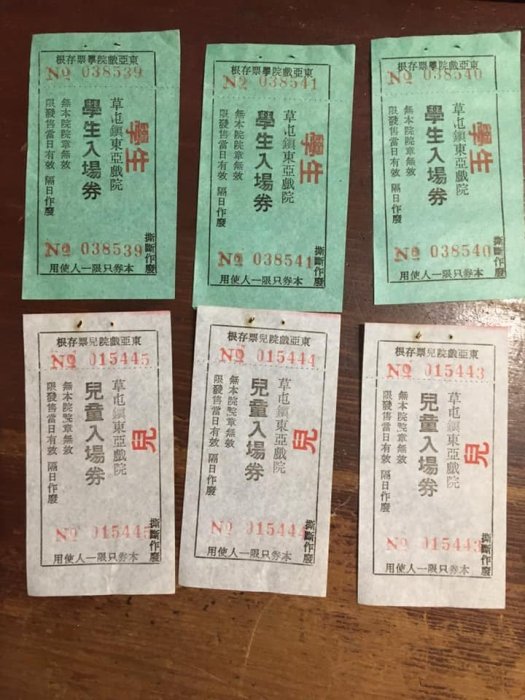 東亞戲院學票存根
№ 038539
學生
草屯鎮東亞戲院
學生入場券
無本院院章無效
限發售當日有效 隔日作廢
№ 038539
撕斷作廢
本券只限一人使用
東亞戲院學票存根
№ 038541
學生
草屯鎮東亞戲院
學生入場券
無本院院章無效
限發售當日有效 隔日作廢
№ 038541
撕斷作廢
本券只限一人使用
東亞戲院學票存根
№ 038540
學生
草屯鎮東亞戲院
學生入場券
無本院院章無效
限發售當日有效 隔日作廢
№ 038540
撕斷作廢
本券只限一人使用
東亞戲院兒票存根
№ 015445
草屯鎮東亞戲院
兒童入場券
無本院 章無效
限發售當日有效 隔日作廢
№ 015445
撕斷作廢
本券只限一人使用
東亞戲院兒票存根
№ 015444
草屯鎮東亞戲院
兒童入場券
無本院 章無效
限發售當日有效 隔日作廢
№ 015444
兒
撕斷作廢
本券只限一人使用
東亞戲院兒票存根
№ 015443
兒
草屯鎮東亞戲院
兒童入場券
無本院 章無效
限發售當日有效 隔日作廢
№ 015443
撕斷作廢
本券只限一人使用